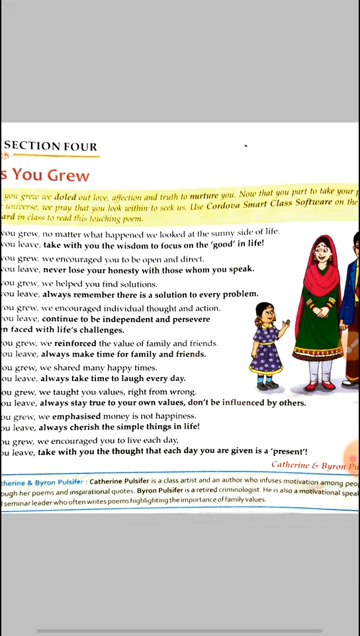 SECTION FOUR
s You Grew
you grew we doled out love, affection and truth to nurture you. Now that you part to take your p
universe, we pray that you look within to seek us. Use Cordova Smart Class Software on the
ard in class to read this touching poem.
ou grew, no matter what happened we looked at the sunny side of life.
ou leave, take with you the wisdom to focus on the 'good' in life!
ou grew, we encouraged you to be open and direct.
ou leave, never lose your honesty with those whom you speak.
ou grew, we helped you find solutions.
ou leave, always remember there is a solution to every problem.
ou grew, we encouraged individual thought and action.
ou leave, continue to be independent and persevere
n faced with life's challenges.
ou grew, we reinforced the value of family and friends.
ou leave, always make time for family and friends.
ou grew, we shared many happy times.
ou leave, always take time to laugh every day.
ou grew, we taught you values, right from wrong.
ou leave, always stay true to your own values, don't be influenced by others.
ou grew, we emphasised money is not happiness.
ou leave, always cherish the simple things in life!
ou grew, we encouraged you to live each day,
ou leave, take with you the thought that each day you are given is a 'present'!
Catherine & Byron Pu
therine & Byron Pulsifer : Catherine Pulsifer is a class artist and an author who infuses motivation among peop
ough her poems and inspirational quotes. Byron Pulsifer is a retired criminologist. He is also a motivational speak
seminar leader who often writes poems highlighting the importance of family values.